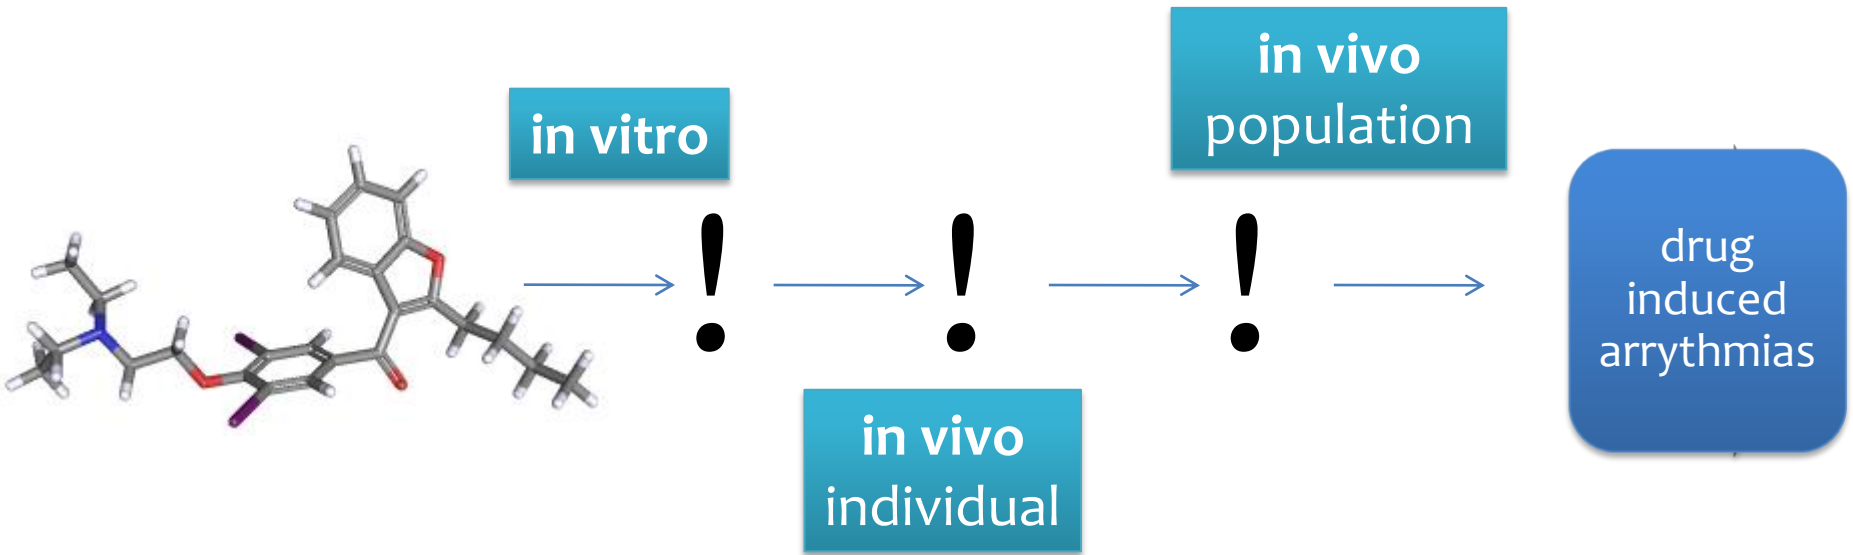 in vitro
!
in vivo
individual
!
in vivo
population
!
drug
induced
arrythmias